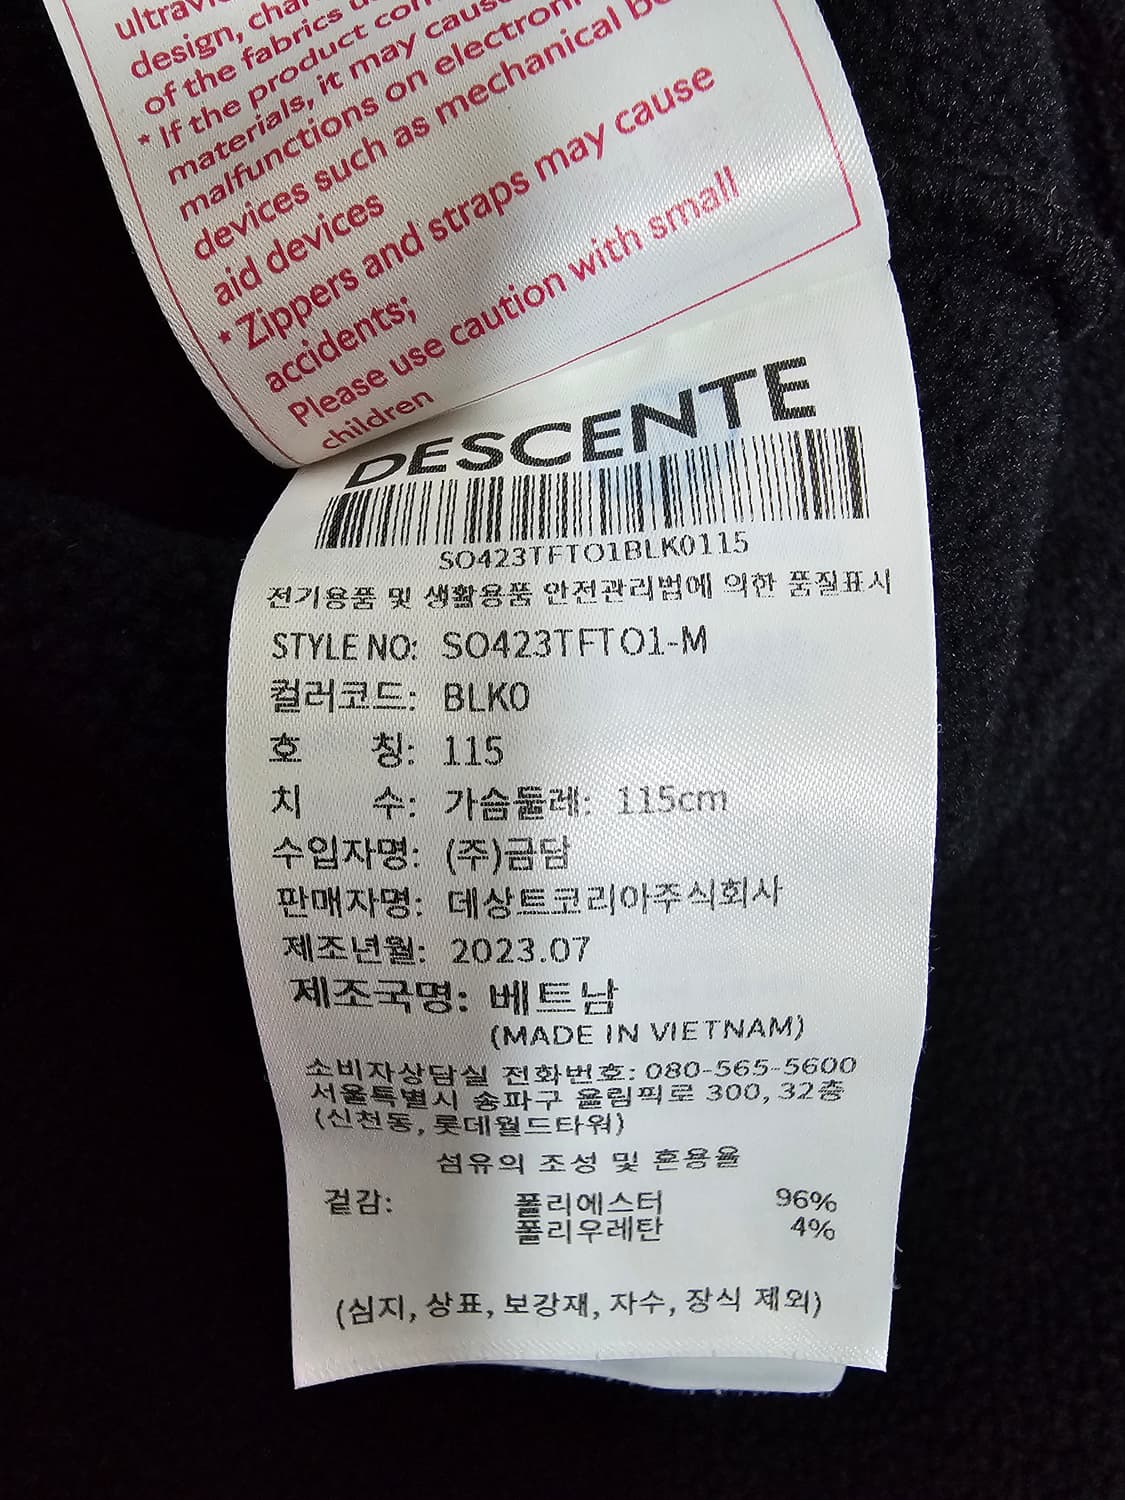 design,
of the fabrics
* If the product
materials, it may cause
malfunctions on
devices such as mechanical
aid devices
* Zippers and straps may cause
accidents;
Please use caution with small
children
DESCENTE
SO423TFTO1BLK0115
전기용품 및 생활용품 안전관리법에 의한 품질표시
STYLE NO: SO423TFTO1-M
컬러코드: BLK0
호 칭: 115
치 수: 가슴둘레: 115cm
수입자명: (주)금담
판매자명: 데상트코리아주식회사
제조년월: 2023.07
제조국명: 베트남
(MADE IN VIETNAM)
소비자상담실 전화번호: 080-565-5600
서울특별시 송파구 올림픽로 300, 32층
(신천동, 롯데월드타워)
섬유의 조성 및 혼용율
겉감: 폴리에스터 96%
폴리우레탄 4%
(심지, 상표, 보강재, 자수, 장식 제외)